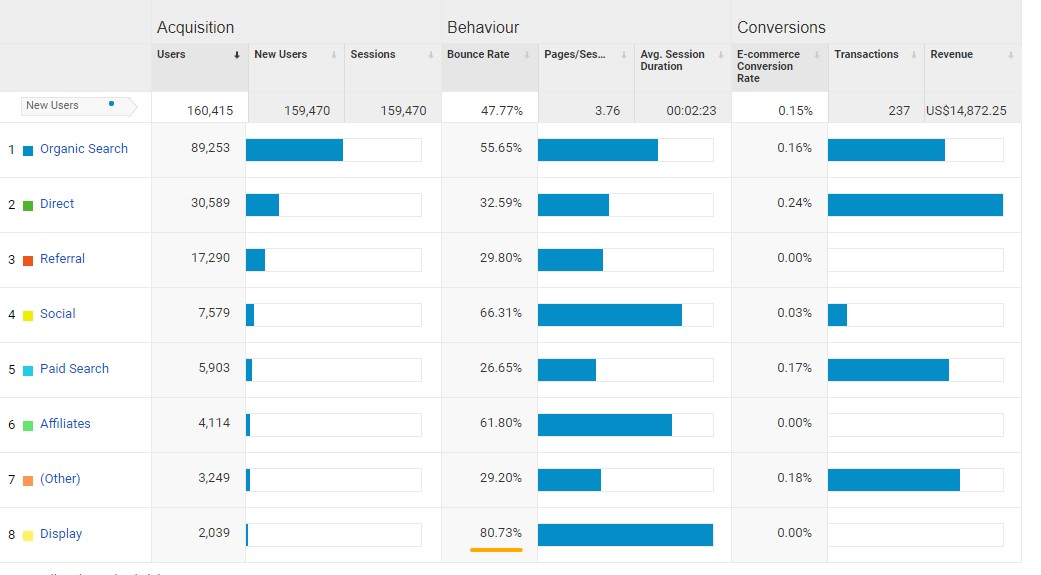 Acquisition Behaviour Conversions
Users New Users Sessions Bounce Rate Pages/Ses... Avg. Session Duration E-commerce Conversion Rate Transactions Revenue
New Users 160,415 159,470 159,470 47.77% 3.76 00:02:23 0.15% 237 US$14,872.25
1 Organic Search 89,253 55.65% 0.16%
2 Direct 30,589 32.59% 0.24%
3 Referral 17,290 29.80% 0.00%
4 Social 7,579 66.31% 0.03%
5 Paid Search 5,903 26.65% 0.17%
6 Affiliates 4,114 61.80% 0.00%
7 (Other) 3,249 29.20% 0.18%
8 Display 2,039 80.73% 0.00%